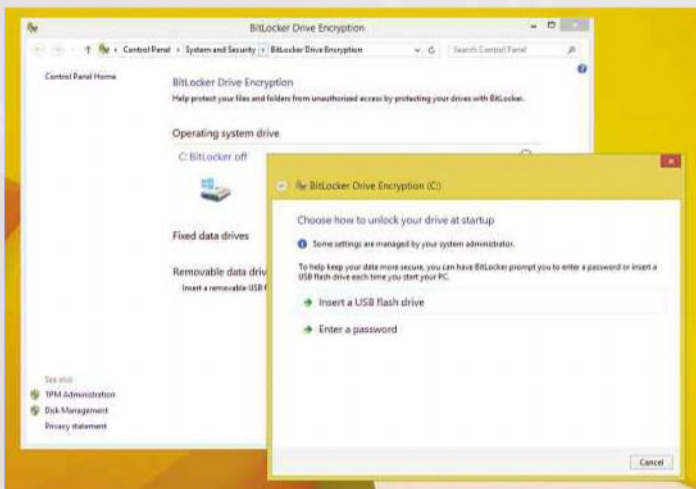 BitLocker Drive Encryption
Control Panel System and Security BitLocker Drive Encryption Search Control Panel
Control Panel Home
BitLocker Drive Encryption
Help protect your files and folders from unauthorized access by protecting your drives with BitLocker.
Operating system drive
C: BitLocker off
Fixed data drives
Removable data driv
Insert a removable USB f
See also
TPM Administration
Disk Management
Privacy statement
BitLocker Drive Encryption (C:)
Choose how to unlock your drive at startup
Some settings are managed by your system administrator.
To help keep your data more secure, you can have BitLocker prompt you to enter a password or insert a
USB flash drive each time you start your PC.
Insert a USB flash drive
Enter a password
Cancel